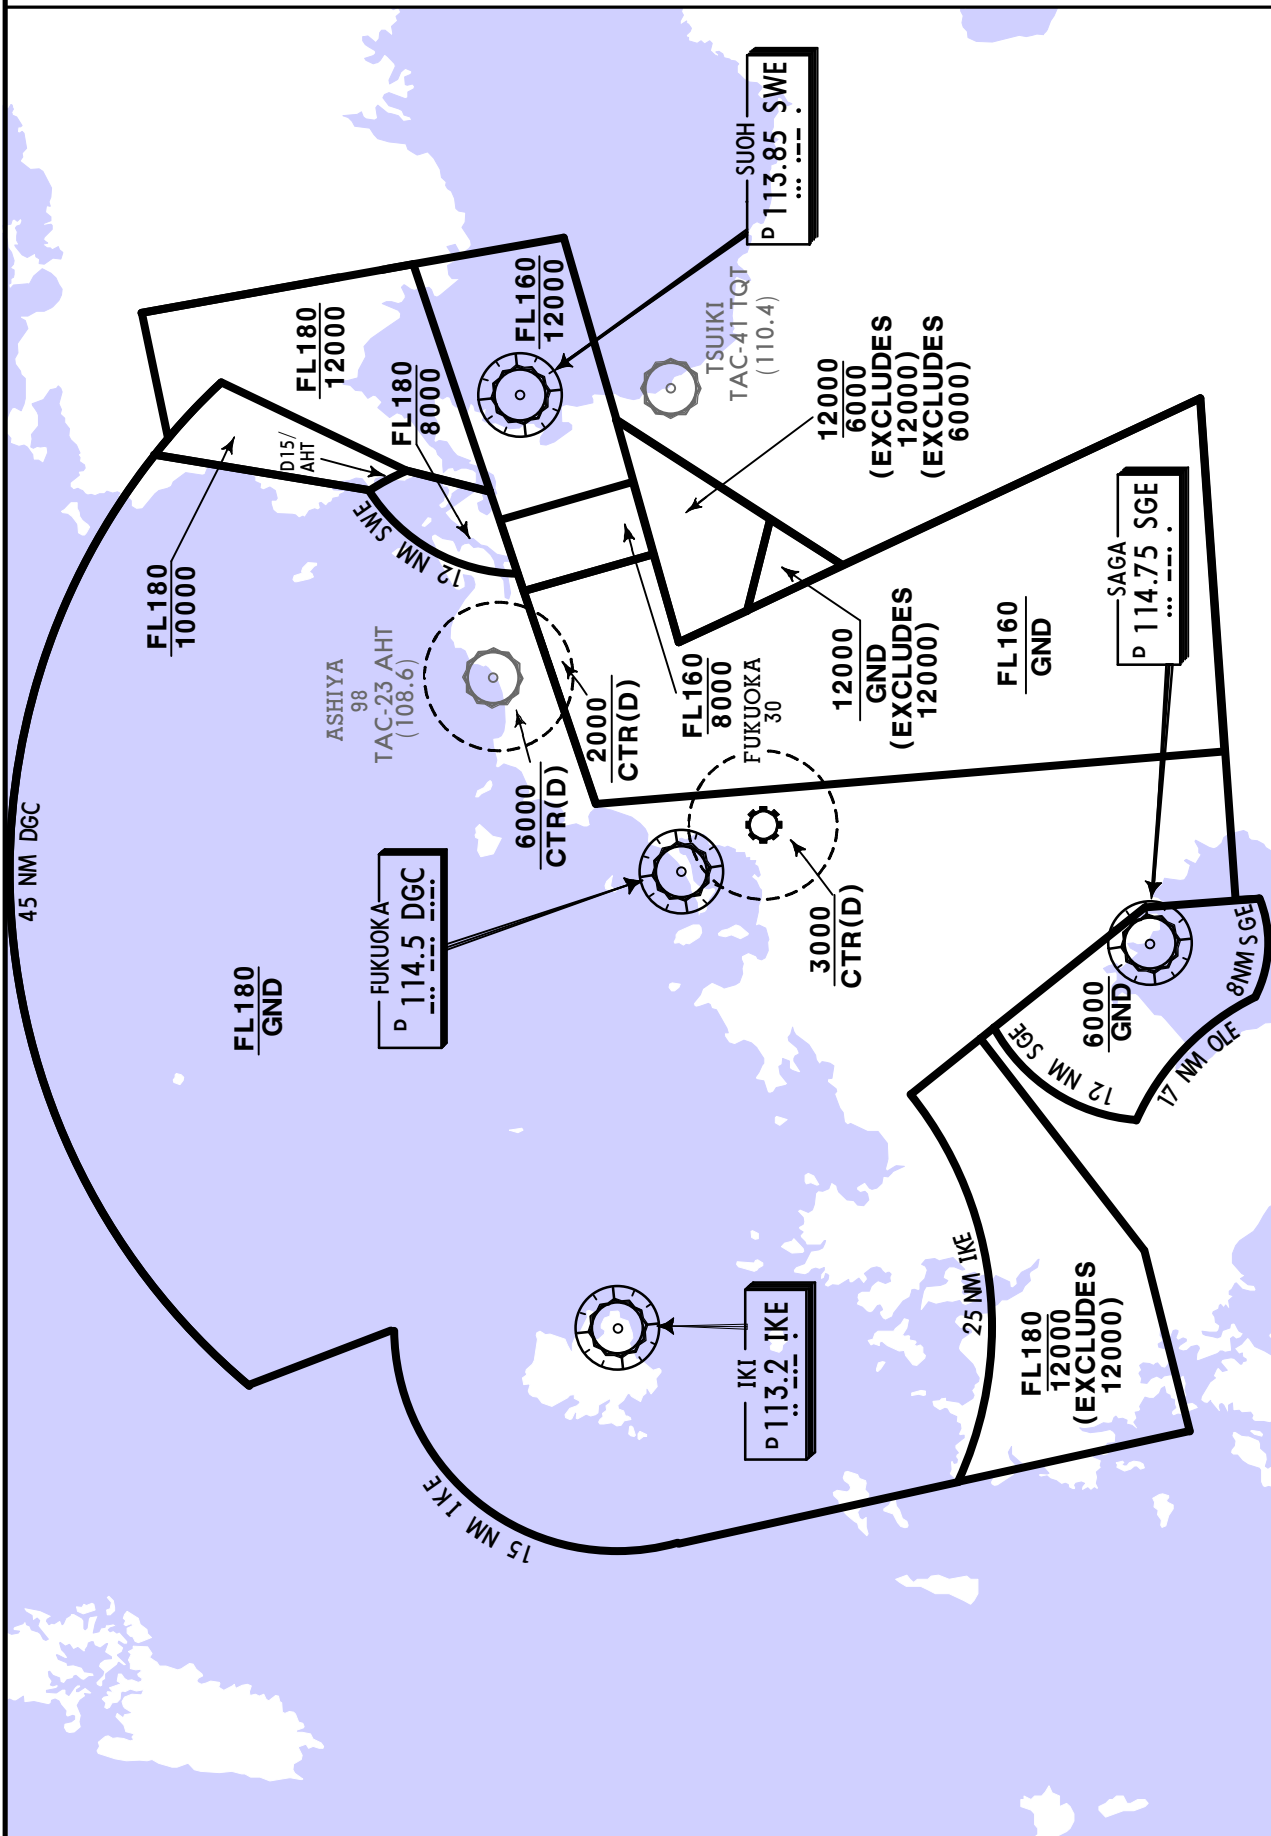 45 NM DGC
FL180
GND
FL180
10000
FL180
12000
D15/
AHT
FL180
8000
12 NM SWE
FL160
12000
SUOH
D 113.85 SWE
... .-- .
TSUIKI
TAC-41 TQT
(110.4)
12000
6000
(EXCLUDES
12000)
(EXCLUDES
6000)
ASHIYA
98
TAC-23 AHT
(108.6)
6000
CTR(D)
2000
CTR(D)
FL160
8000
FUKUOKA
30
12000
GND
(EXCLUDES
12000)
FL160
GND
FUKUOKA
D 114.5 DGC
-.. --. -.-.
3000
CTR(D)
SAGA
D 114.75 SGE
... --. .
6000
GND
12 NM SGE
17 NM OLE
8NM SGE
15 NM IKE
IKI
D 113.2 IKE
.. -.- .
25 NM IKE
FL180
12000
(EXCLUDES
12000)